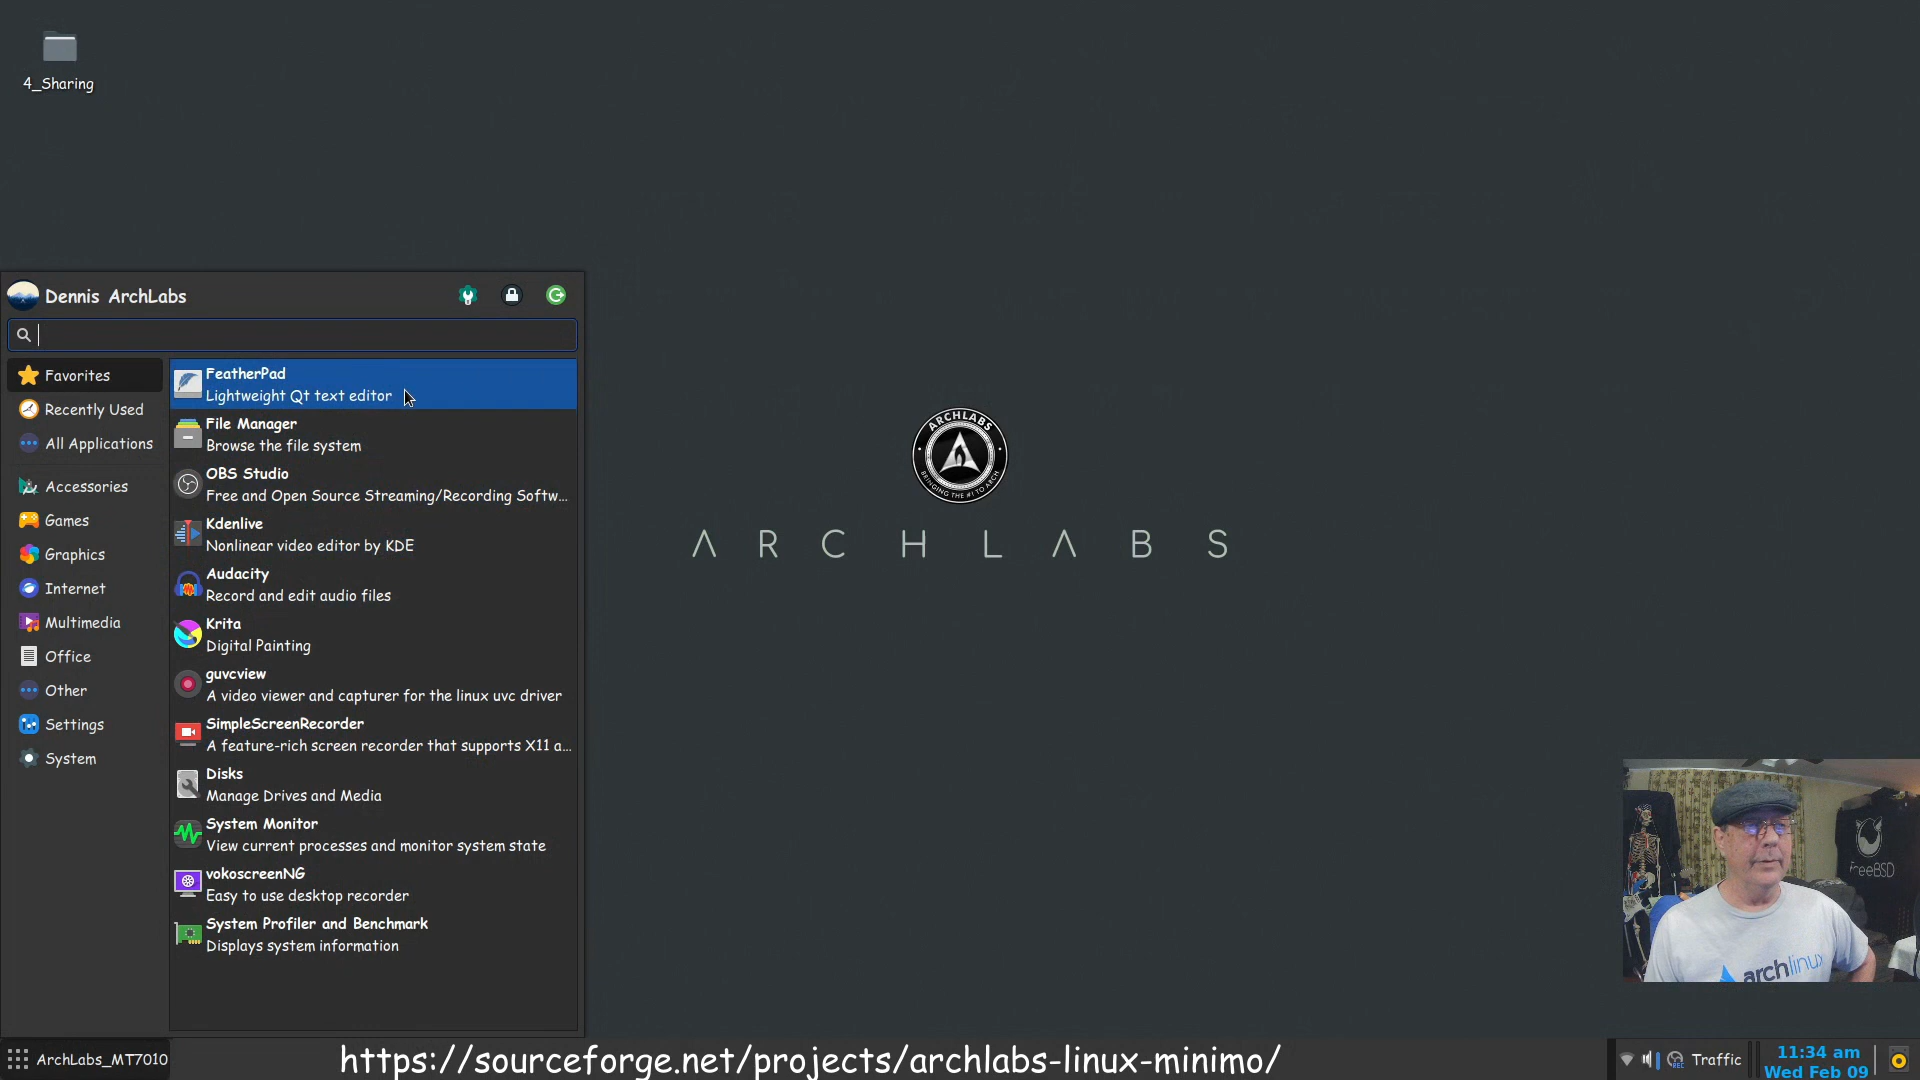 4_Sharing
Dennis ArchLabs
Favorites
Recently Used
All Applications
Accessories
Games
Graphics
Internet
Multimedia
Office
Other
Settings
System
FeatherPad
Lightweight Qt text editor
File Manager
Browse the file system
OBS Studio
Free and Open Source Streaming/Recording Softw...
Kdenlive
Nonlinear video editor by KDE
Audacity
Record and edit audio files
Krita
Digital Painting
guvcview
A video viewer and capturer for the linux uvc driver
SimpleScreenRecorder
A feature-rich screen recorder that supports X11 a...
Disks
Manage Drives and Media
System Monitor
View current processes and monitor system state
vokoscreenNG
Easy to use desktop recorder
System Profiler and Benchmark
Displays system information
ARCHLABS
BRINGING THE #! TO ARCH
ARCHLABS
FreeBSD
archlinux
ArchLabs_MT7010
https://sourceforge.net/projects/archlabs-linux-minimo/
REC
Traffic
11:34 am
Wed Feb 09